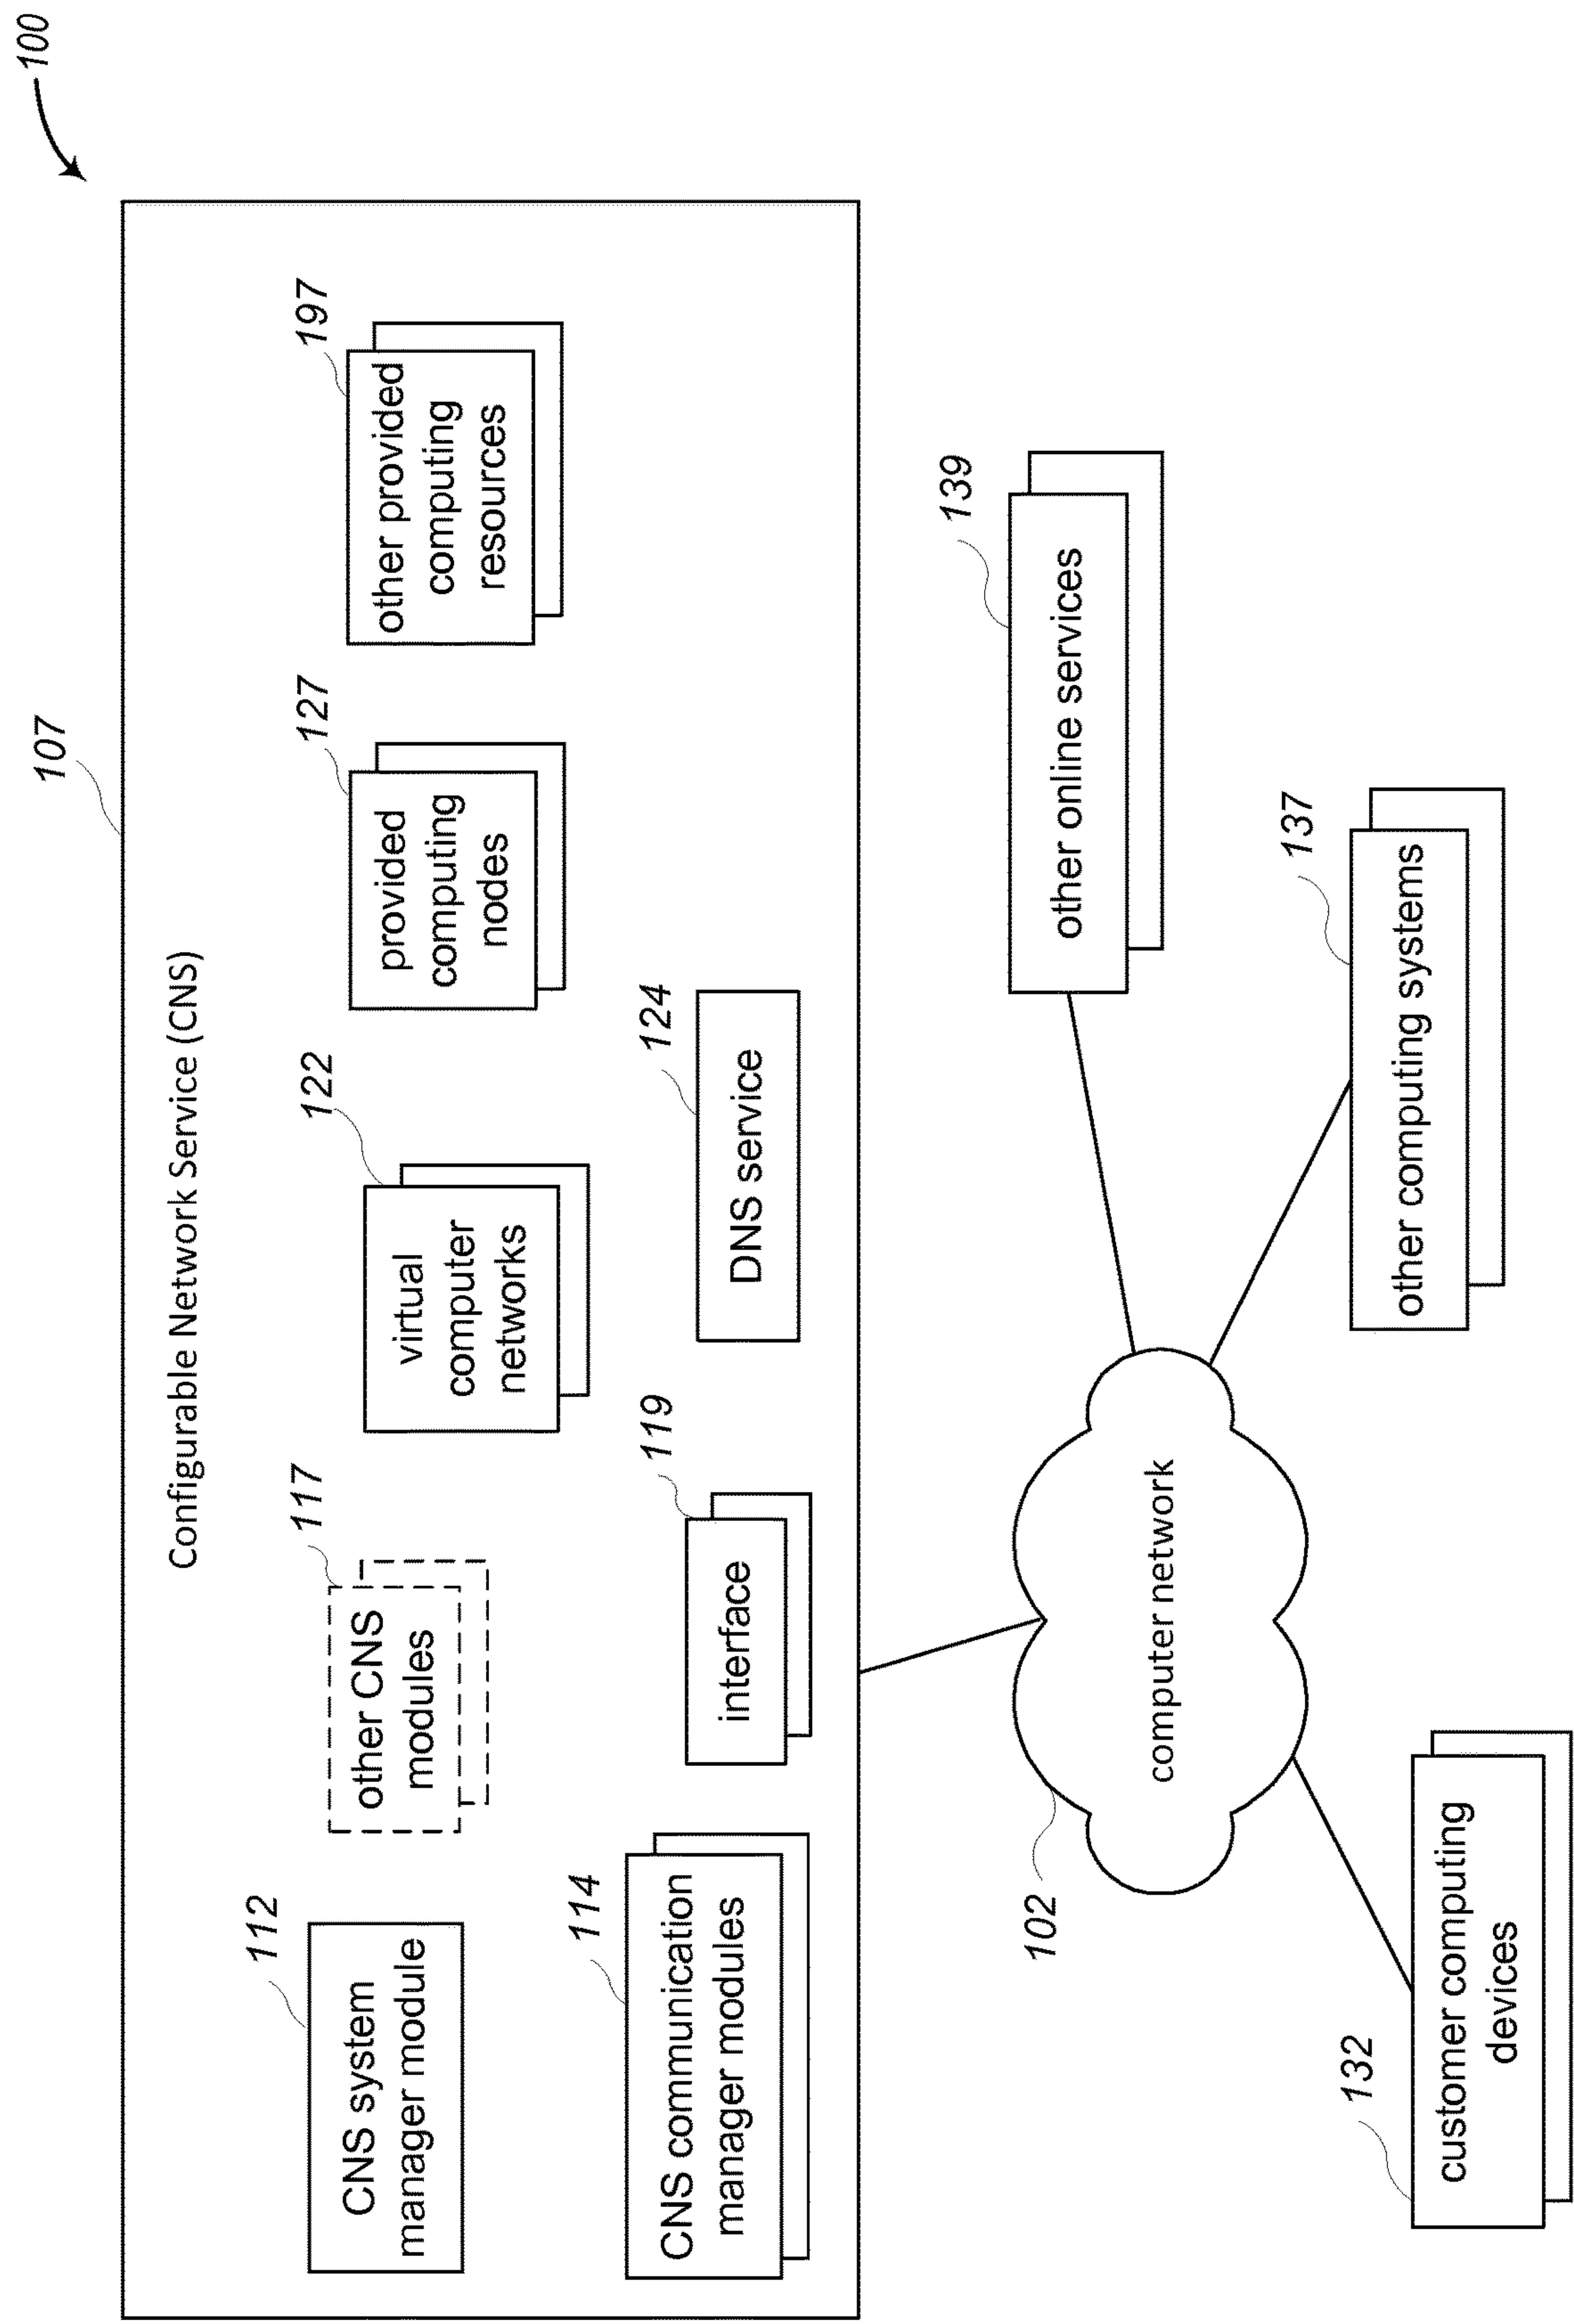 100
107
Configurable Network Service (CNS)
112
CNS system
manager module
117
other CNS
modules
122
virtual
computer
networks
127
provided
computing
nodes
197
other provided
computing
resources
114
CNS communication
manager modules
119
interface
124
DNS service
102
computer network
139
other online services
137
other computing systems
132
customer computing
devices